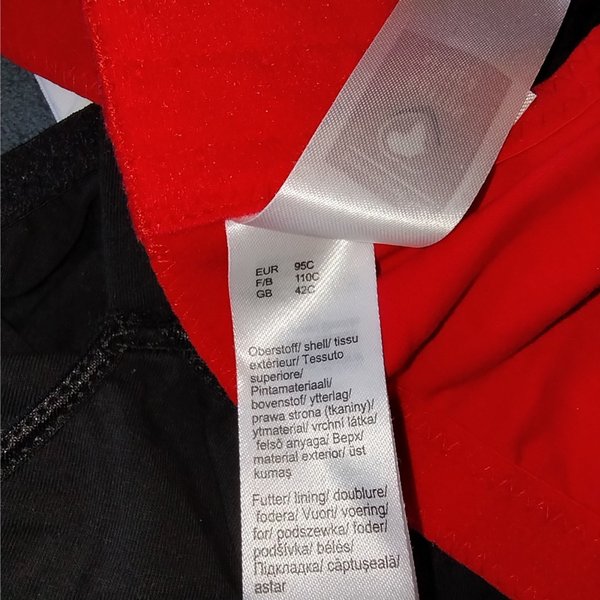 EUR 95C
F/B 110C
GB 42C
Oberstoff/ shell/ tissu
extérieur/ Tessuto
superiore/
Pintamateriaali/
bovenstof/ ytterlag/
prawa strona (tkaniny)/
ytmaterial/ vrchní látka/
felső anyaga/ Верх/
material exterior/ üst
kumaş
Futter/ lining/ doublure/
fodera/ Vuori/ voering/
for/ podszewka/ foder/
podšívka/ bélés/
Підкладка/ căptuşeală/
astar